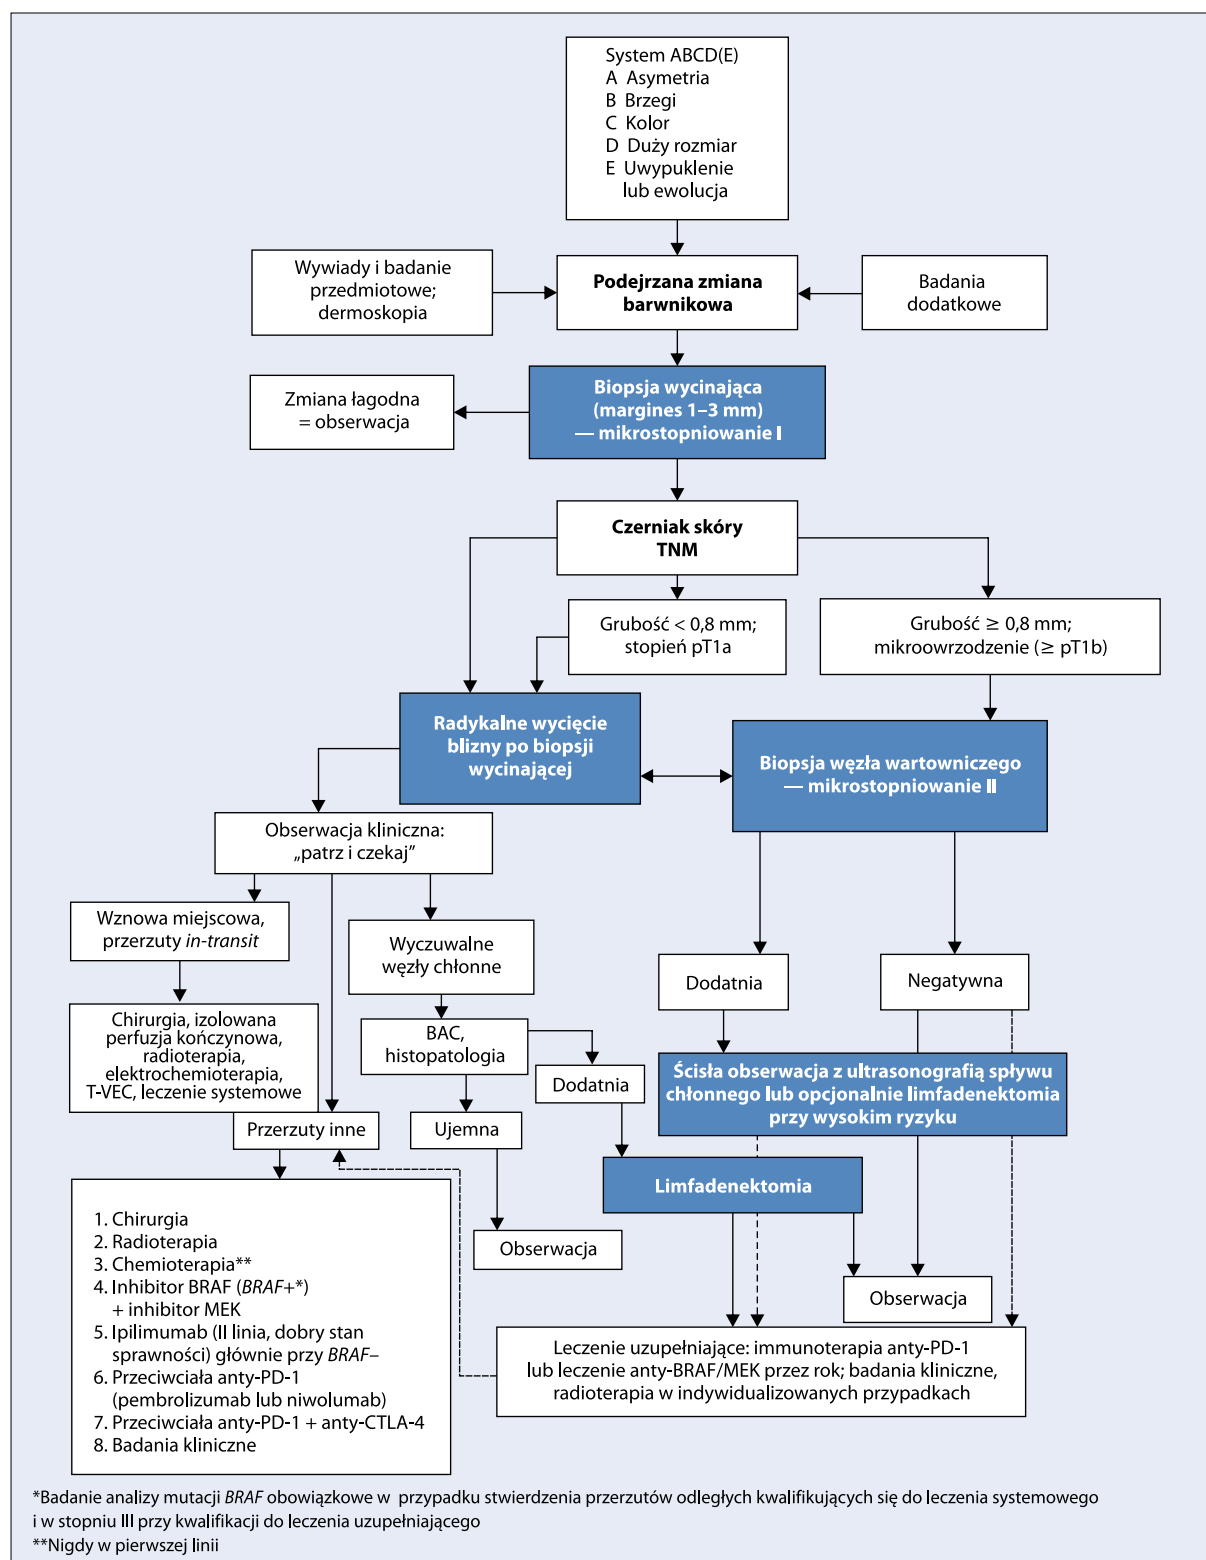 System ABCD(E)
A Asymetria
B Brzegi
C Kolor
D Duży rozmiar
E Uwypuklenie
lub ewolucja
Wywiady i badanie
przedmiotowe;
dermoskopia
Podejrzana zmiana
barwnikowa
Badania
dodatkowe
Zmiana łagodna
= obserwacja
Biopsja wycinająca
(margines 1–3 mm)
— mikrostopniowanie I
Czerniak skóry
TNM
Grubość < 0,8 mm;
stopień pT1a
Grubość ≥ 0,8 mm;
mikroowrzodzenie (≥ pT1b)
Radykalne wycięcie
blizny po biopsji
wycinającej
Biopsja węzła wartowniczego
— mikrostopniowanie II
Obserwacja kliniczna:
„patrz i czekaj”
Wznowa miejscowa,
przerzuty in-transit
Wyczuwalne
węzły chłonne
Dodatnia
Negatywna
Chirurgia, izolowana
perfuzja kończynowa,
radioterapia,
elektrochemioterapia,
T-VEC, leczenie systemowe
BAC,
histopatologia
Dodatnia
Ścisła obserwacja z ultrasonografią spływu
chłonnego lub opcjonalnie limfadenektomia
przy wysokim ryzyku
Przerzuty inne
Ujemna
Limfadenektomia
Obserwacja
Obserwacja
1. Chirurgia
2. Radioterapia
3. Chemioterapia**
4. Inhibitor BRAF (BRAF+*)
+ inhibitor MEK
5. Ipilimumab (II linia, dobry stan
sprawności) głównie przy BRAF–
6. Przeciwciała anty-PD-1
(pembrolizumab lub niwolumab)
7. Przeciwciała anty-PD-1 + anty-CTLA-4
8. Badania kliniczne
Leczenie uzupełniające: immunoterapia anty-PD-1
lub leczenie anty-BRAF/MEK przez rok; badania kliniczne,
radioterapia w indywidualizowanych przypadkach
*Badanie analizy mutacji BRAF obowiązkowe w przypadku stwierdzenia przerzutów odległych kwalifikujących się do leczenia systemowego
i w stopniu III przy kwalifikacji do leczenia uzupełniającego
**Nigdy w pierwszej linii